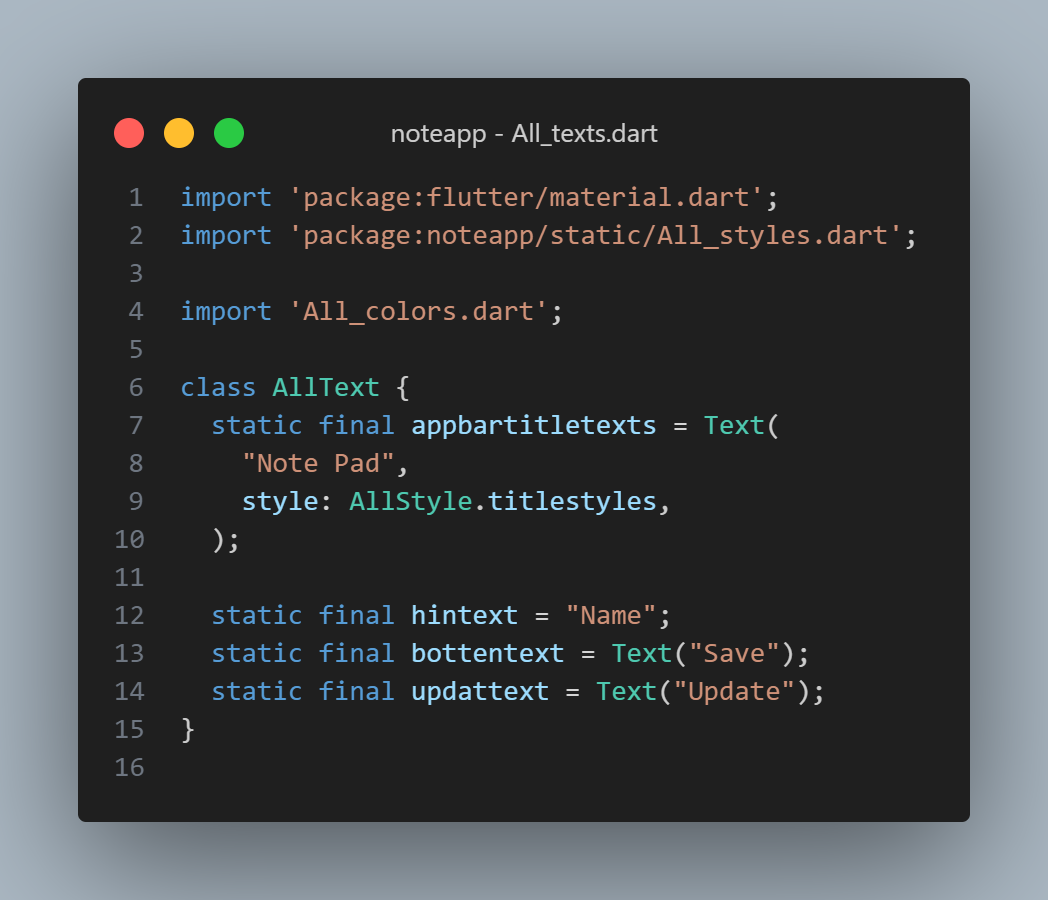 noteapp - All_texts.dart
1 import 'package:flutter/material.dart';
2 import 'package:noteapp/static/All_styles.dart';
3
4 import 'All_colors.dart';
5
6 class AllText {
7   static final appbartitletexts = Text(
8     "Note Pad",
9     style: AllStyle.titlestyles,
10   );
11
12   static final hintext = "Name";
13   static final bottentext = Text("Save");
14   static final updattext = Text("Update");
15 }
16